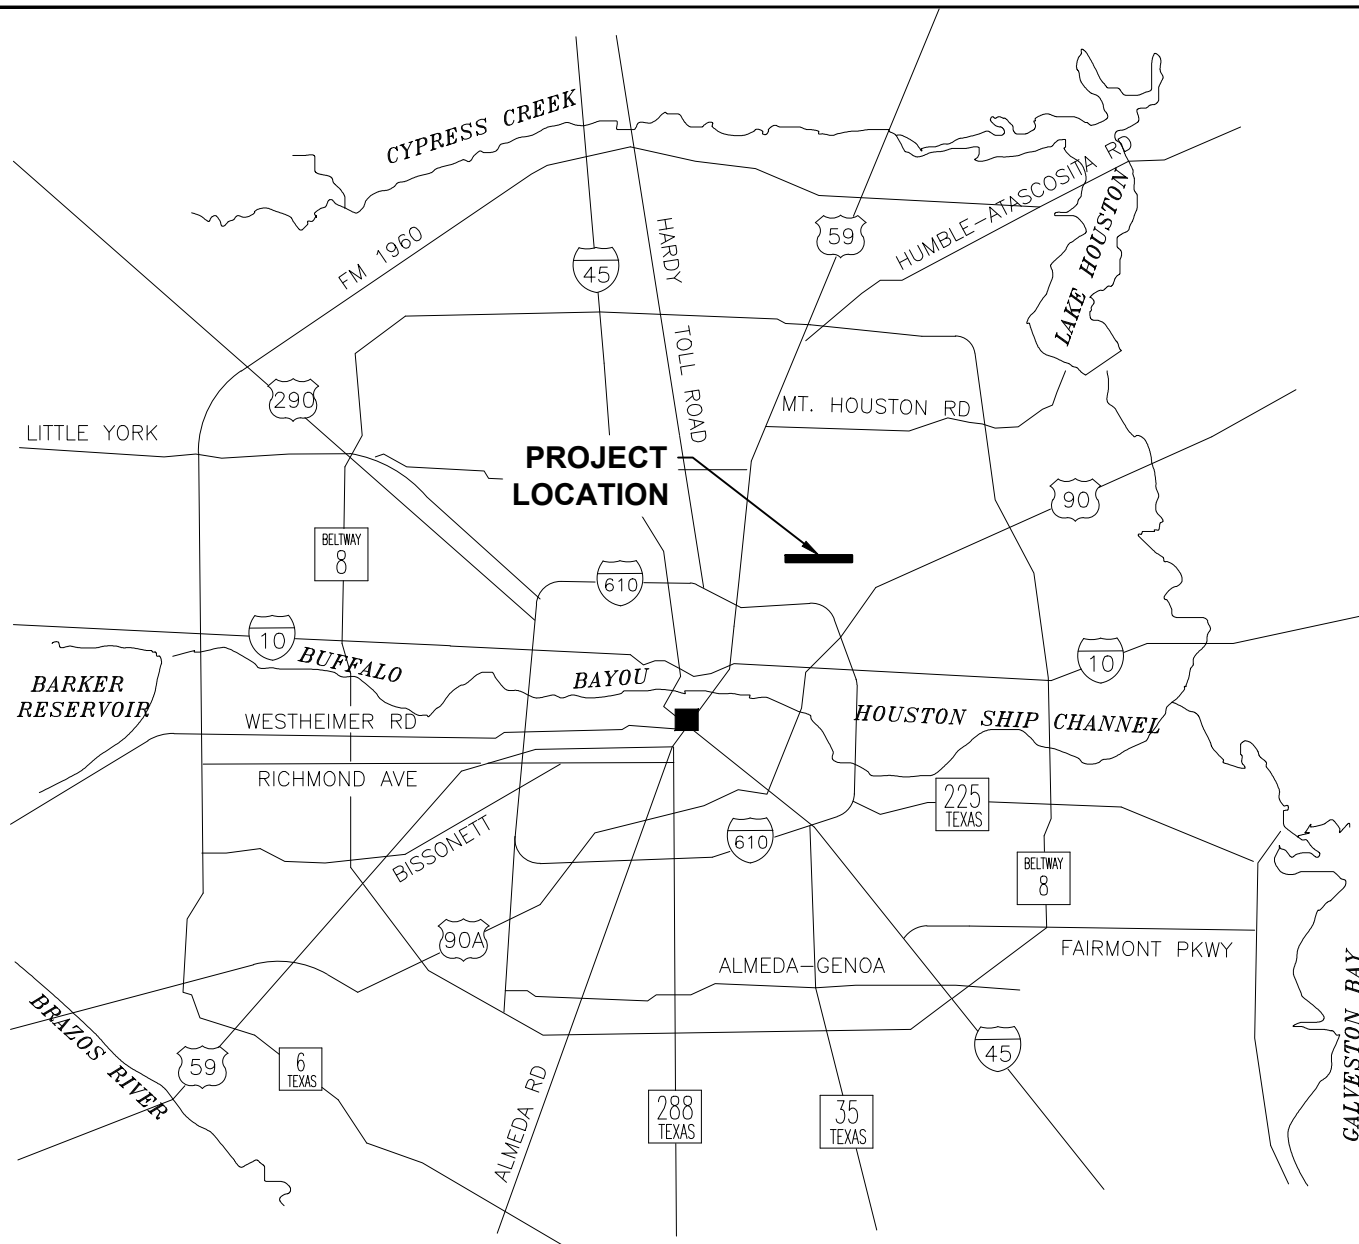 CYPRESS CREEK
HUMBLE-ATASCOSITA RD
LAKE HOUSTON
FM 1960
45
HARDY
TOLL ROAD
59
290
MT. HOUSTON RD
LITTLE YORK
PROJECT
LOCATION
90
BELTWAY
8
610
10
BUFFALO
BAYOU
10
BARKER
RESERVOIR
WESTHEIMER RD
HOUSTON SHIP CHANNEL
RICHMOND AVE
225
TEXAS
BISSONETT
610
BELTWAY
8
90A
ALMEDA-GENOA
FAIRMONT PKWY
GALVESTON BAY
BRAZOS RIVER
59
6
TEXAS
45
ALMEDA RD
288
TEXAS
35
TEXAS